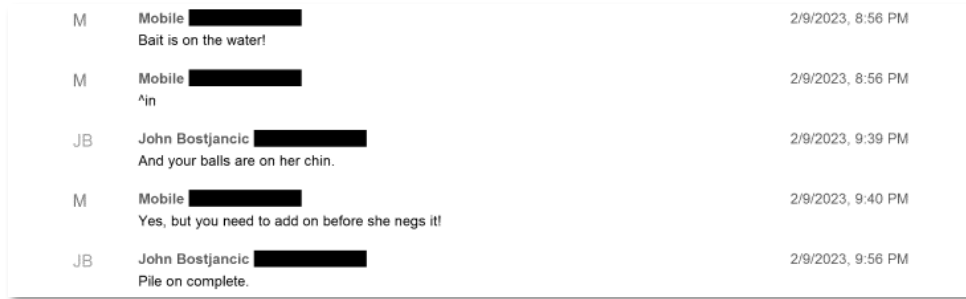 M Mobile 2/9/2023, 8:56 PM
Bait is on the water!
M Mobile 2/9/2023, 8:56 PM
^in
JB John Bostjancic 2/9/2023, 9:39 PM
And your balls are on her chin.
M Mobile 2/9/2023, 9:40 PM
Yes, but you need to add on before she negs it!
JB John Bostjancic 2/9/2023, 9:56 PM
Pile on complete.